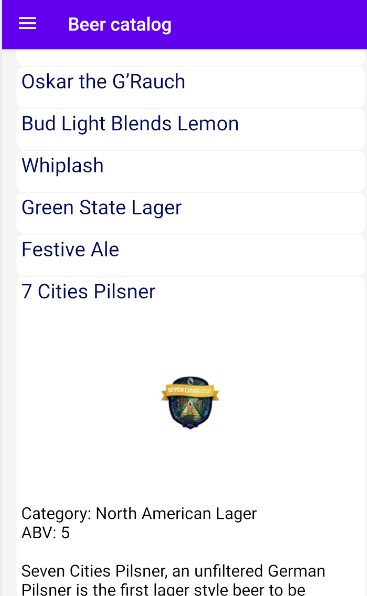 Beer catalog
Oskar the G’Rauch
Bud Light Blends Lemon
Whiplash
Green State Lager
Festive Ale
7 Cities Pilsner
SEVEN CITIES
Category: North American Lager
ABV: 5
Seven Cities Pilsner, an unfiltered German
Pilsner is the first lager style beer to be